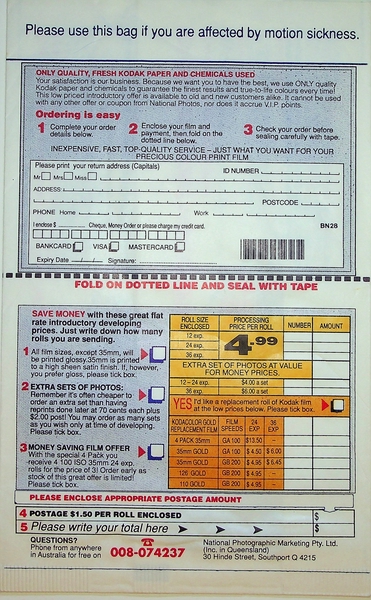 Please use this bag if you are affected by motion sickness.
ONLY QUALITY, FRESH KODAK PAPER AND CHEMICALS USED
Your satisfaction is our business. Because we want you to have the best, we use ONLY quality
Kodak papers and chemicals to guarantee the finest results and true-to-life colours every time!
This low priced introductory offer is available to old and new customers alike. It cannot be used
with any other offer or coupon from National Photos, nor does it accrue V.I.P. points.
Ordering is easy
1 Complete your order
details below.
2 Enclose your film and
payment, then fold on the
dotted line below.
3 Check your order before
sealing carefully with tape.
INEXPENSIVE, FAST, TOP-QUALITY SERVICE – JUST WHAT YOU WANT FOR YOUR
PRECIOUS COLOUR PRINT FILM
Please print your return address (Capitals)
Mr Mrs Miss
ID NUMBER
ADDRESS:
POSTCODE
PHONE Home Work
I enclose $ Cheque, Money Order or please charge my credit card.
BN28
BANKCARD VISA MASTERCARD
Expiry Date Signature:
FOLD ON DOTTED LINE AND SEAL WITH TAPE
SAVE MONEY with these great flat
rate introductory developing
prices. Just write down how many
rolls you are sending.
1 All film sizes, except 35mm, will
be printed glossy. 35mm is printed
to a high sheen satin finish. If, however,
you prefer gloss, please tick box.
2 EXTRA SETS OF PHOTOS:
Remember it's often cheaper to
order an extra set than having
reprints done later at 70 cents each plus
$2.00 post! You may order as many sets
as you wish only at time of developing.
Please tick box.
3 MONEY SAVING FILM OFFER
With the special 4 Pack you
receive 4 100 ISO 35mm 24 exp.
rolls for the price of 3! Order early as
stock of this great offer is limited!
Please tick box.
ROLL SIZE
ENCLOSED
PROCESSING
PRICE PER ROLL
NUMBER
AMOUNT
12 exp.
24 exp.
36 exp.
4.99
EXTRA SET OF PHOTOS AT VALUE
FOR MONEY PRICES.
12 – 24 exp. $4.00 a set
36 exp. $6.00 a set
YES I'd like a replacement roll of Kodak film
at the low prices below. Please tick box.
KODACOLOR GOLD
REPLACEMENT FILM
FILM
SPEEDS
24
EXP
36
EXP
4 PACK 35mm GA 100 $13.50 –
35mm GOLD GA 100 $4.50 $6.00
35mm GOLD GB 200 $4.95 $6.45
126 GOLD GB 200 $4.95 –
110 GOLD GB 200 $4.95 –
PLEASE ENCLOSE APPROPRIATE POSTAGE AMOUNT
4 POSTAGE $1.50 PER ROLL ENCLOSED $
5 Please write your total here $
QUESTIONS?
Phone from anywhere
in Australia for free on
008-074237
National Photographic Marketing Pty. Ltd.
(Inc. in Queensland)
30 Hinde Street, Southport Q 4215